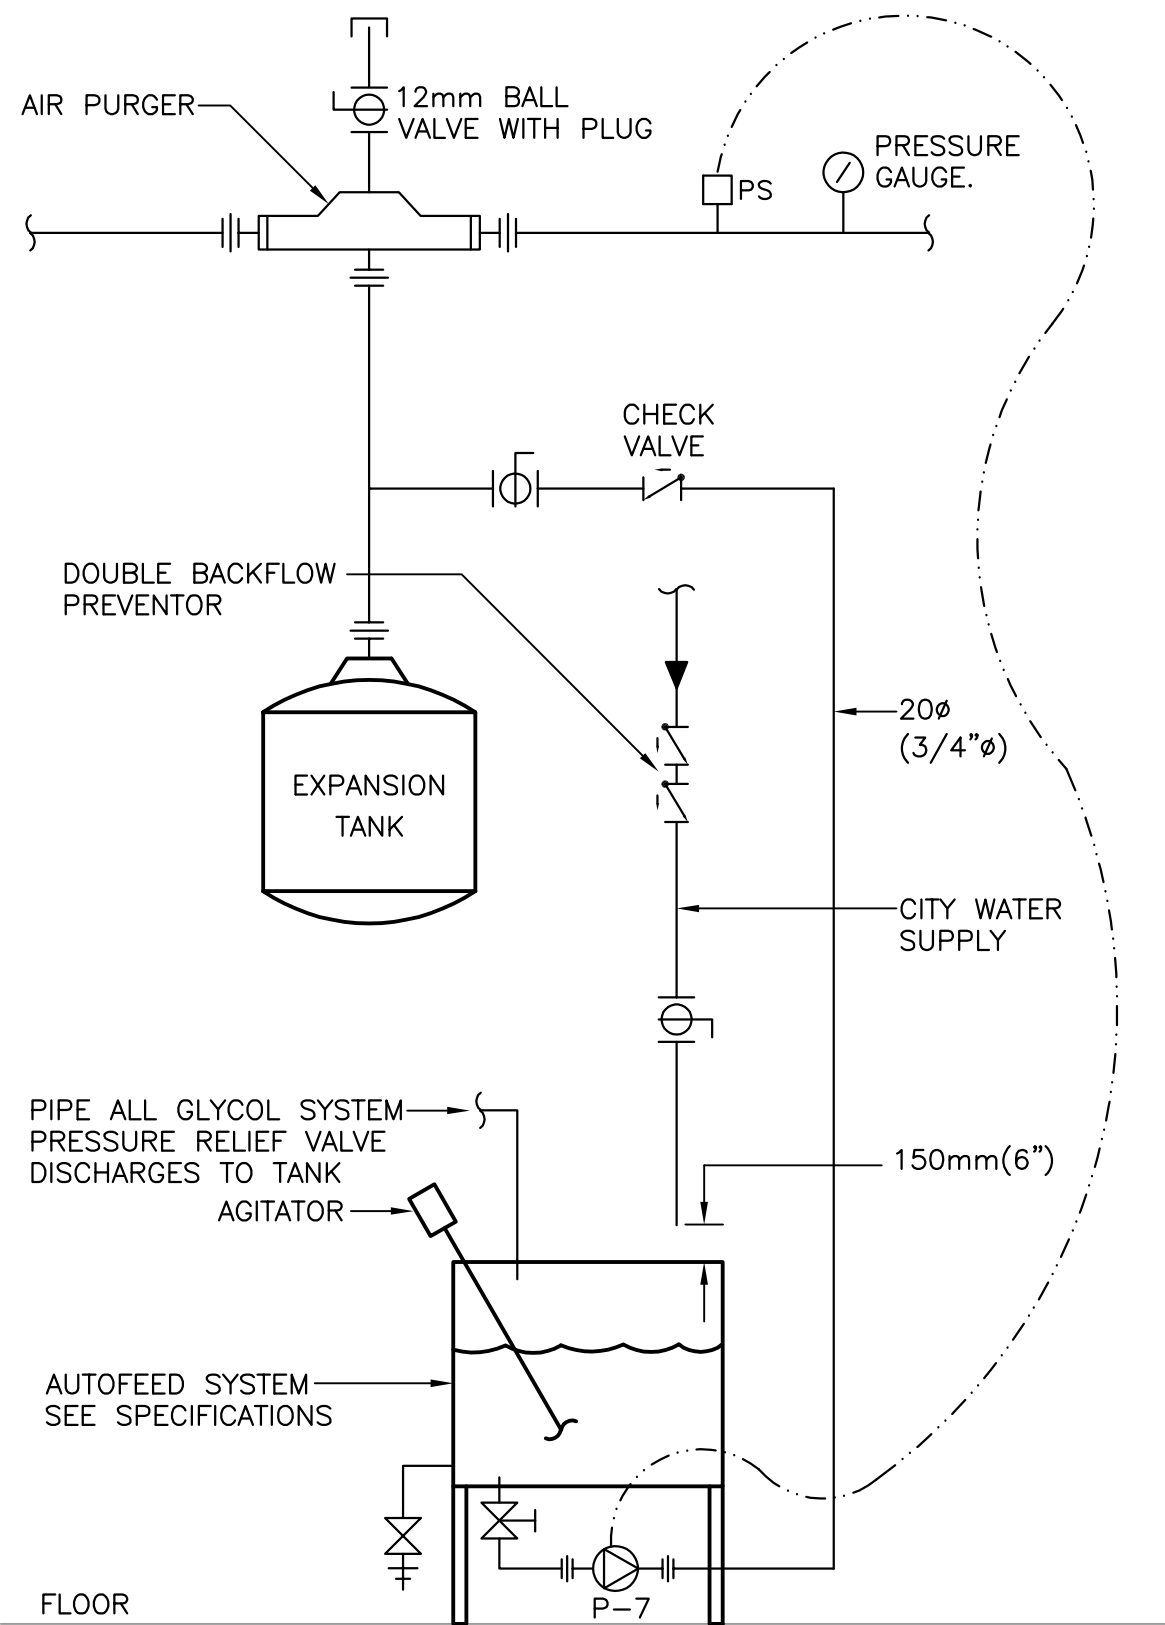 12mm BALL
VALVE WITH PLUG
AIR PURGER
PRESSURE
GAUGE.
PS
CHECK
VALVE
DOUBLE BACKFLOW
PREVENTOR
20ø
(3/4"ø)
EXPANSION
TANK
CITY WATER
SUPPLY
PIPE ALL GLYCOL SYSTEM
PRESSURE RELIEF VALVE
DISCHARGES TO TANK
150mm(6")
AGITATOR
AUTOFEED SYSTEM
SEE SPECIFICATIONS
P-7
FLOOR